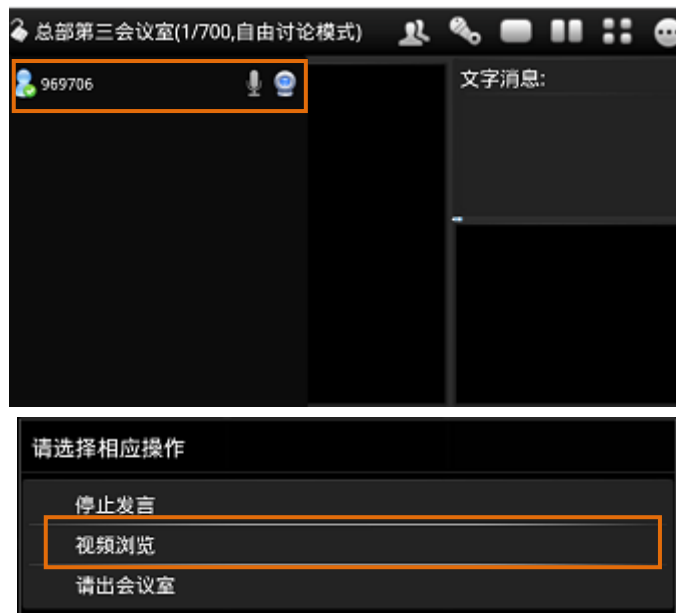 总部第三会议室(1/700,自由讨论模式)
969706
文字消息:
请选择相应操作
停止发言
视频浏览
请出会议室